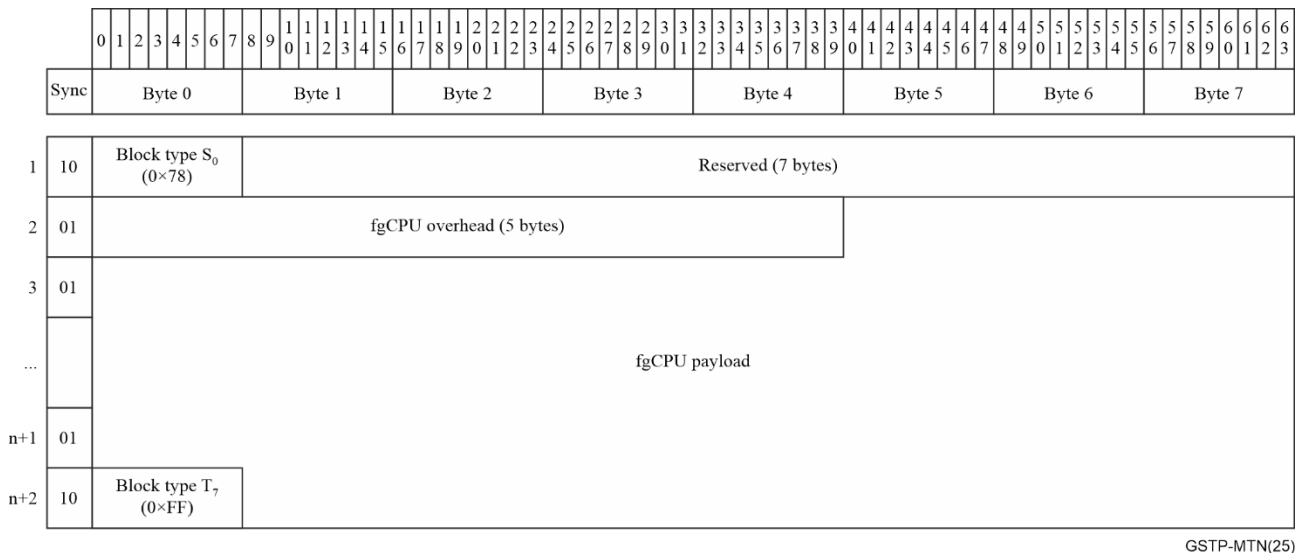 0 1 2 3 4 5 6 7 8 9 10 11 12 13 14 15 16 17 18 19 20 21 22 23 24 25 26 27 28 29 30 31 32 33 34 35 36 37 38 39 40 41 42 43 44 45 46 47 48 49 50 51 52 53 54 55 56 57 58 59 60 61 62 63
Sync Byte 0 Byte 1 Byte 2 Byte 3 Byte 4 Byte 5 Byte 6 Byte 7
1 10 Block type S₀ (0×78) Reserved (7 bytes)
2 01 fgCPU overhead (5 bytes)
3 01
... fgCPU payload
n+1 01
n+2 10 Block type T₇ (0×FF)
GSTP-MTN(25)